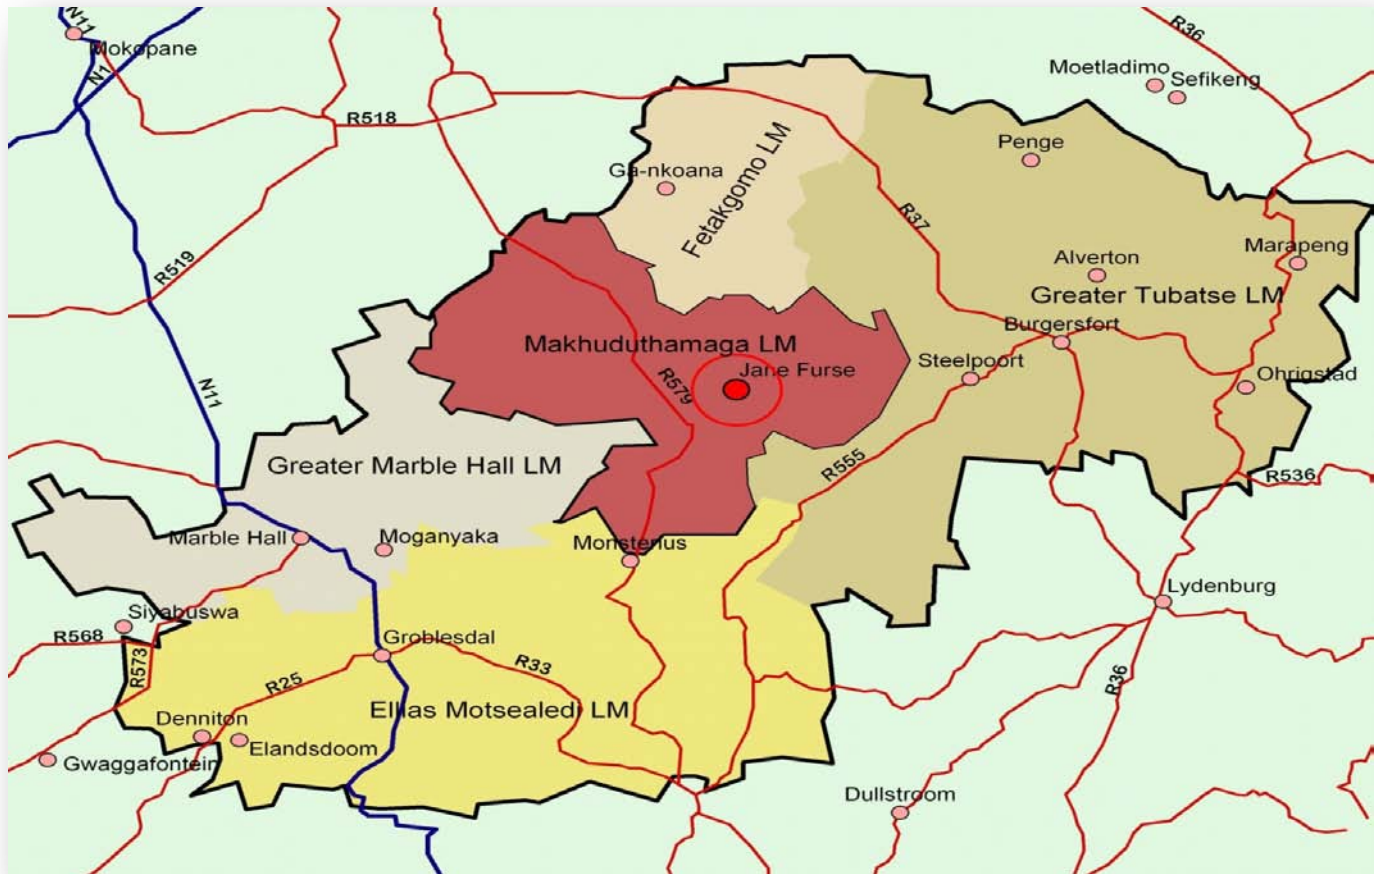 N11
Mokopane
N1
R36
Moetladimo
Sefikeng
R518
Penge
Ga-nkoana
Fetakgomo LM
R37
R519
Marapeng
Alverton
Greater Tubatse LM
Burgersfort
Makhuduthamaga LM
Steelpoort
Jane Furse
R579
Ohrigstad
N11
Greater Marble Hall LM
R555
R536
Marble Hall
Moganyaka
Monsterlus
Lydenburg
Siyabuswa
R568
Groblesdal
R573
R33
R25
R36
Elias Motsealedi LM
Denniton
Elandsdoom
Gwaggafontein
Dullstroom